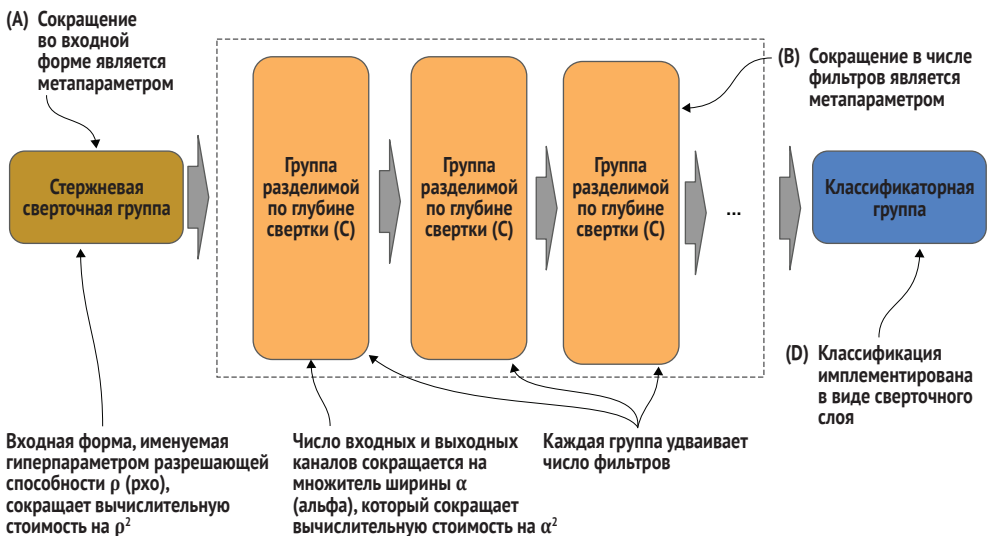 (A) Сокращение
во входной
форме является
метапараметром
(B) Сокращение в числе
фильтров является
метапараметром
Стержневая
сверточная группа
Группа
разделимой
по глубине
свертки (C)
Группа
разделимой
по глубине
свертки (C)
Группа
разделимой
по глубине
свертки (C)
...
Классификаторная
группа
(D) Классификация
имплементирована
в виде сверточного
слоя
Входная форма, именуемая
гиперпараметром разрешающей
способности ρ (рхо),
сокращает вычислительную
стоимость на ρ²
Число входных и выходных
каналов сокращается на
множитель ширины α
(альфа), который сокращает
вычислительную стоимость на α²
Каждая группа удваивает
число фильтров